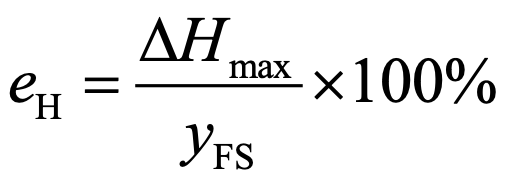 e_H = ΔH_max / y_FS × 100%